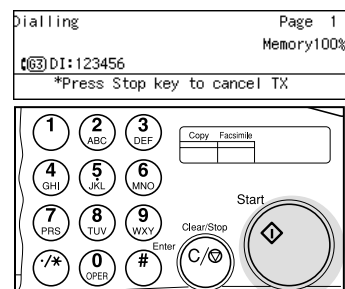 Dialling Page 1
Memory100%
G3 DI:123456
*Press Stop key to cancel TX
1 2 ABC 3 DEF
Copy Facsimile
4 GHI 5 JKL 6 MNO
Start
7 PRS 8 TUV 9 WXY
Clear/Stop
·/* 0 OPER # Enter C/